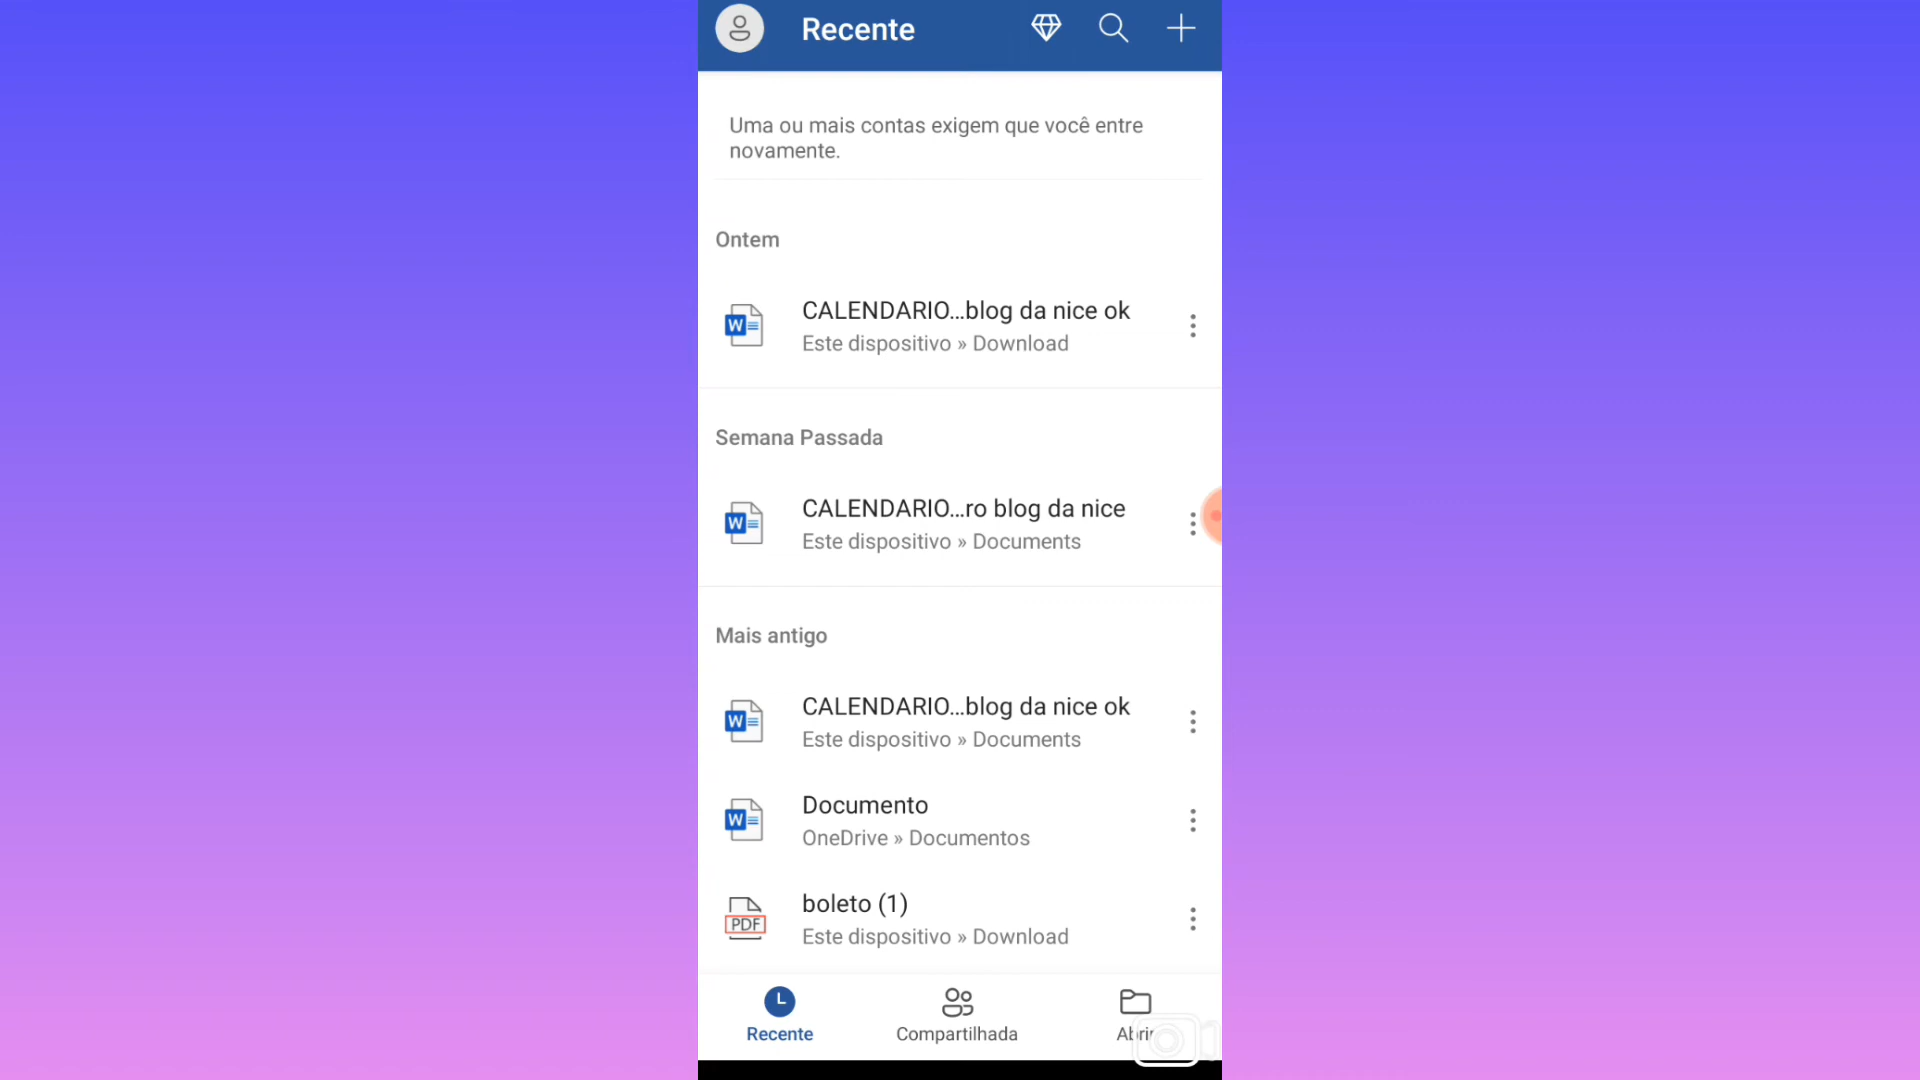 Recente
Uma ou mais contas exigem que você entre
novamente.
Ontem
CALENDARIO...blog da nice ok
Este dispositivo » Download
Semana Passada
CALENDARIO...ro blog da nice
Este dispositivo » Documents
Mais antigo
CALENDARIO...blog da nice ok
Este dispositivo » Documents
Documento
OneDrive » Documentos
PDF
boleto (1)
Este dispositivo » Download
Recente
Compartilhada
Abrir